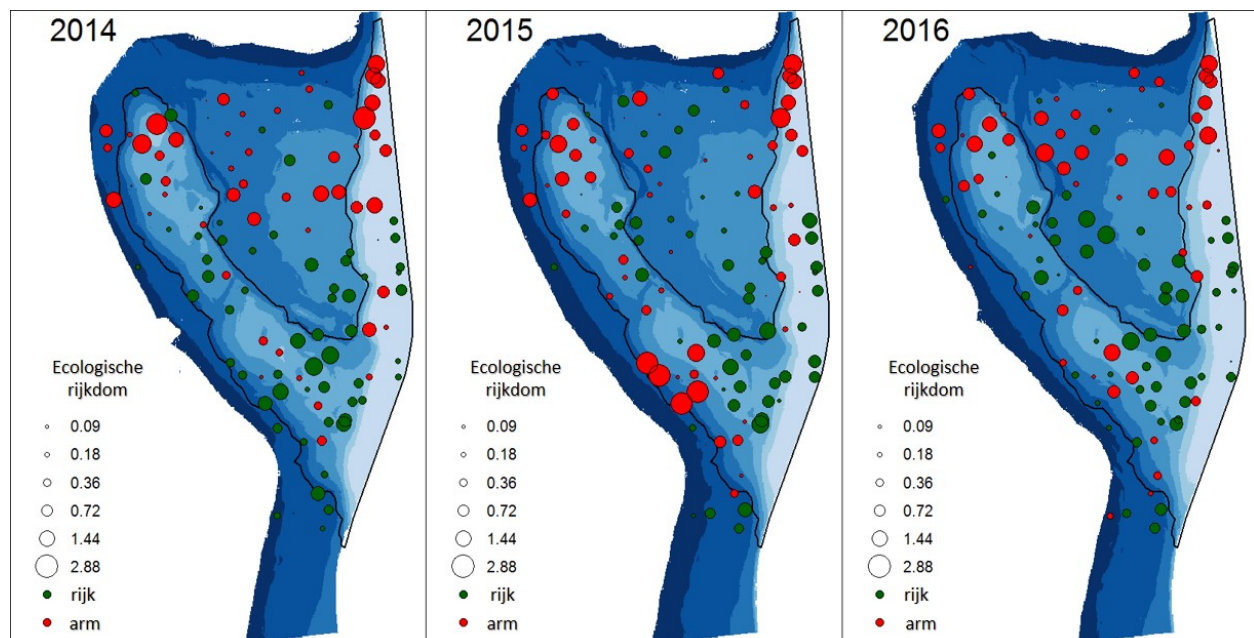 2014
Ecologische
rijkdom
0.09
0.18
0.36
0.72
1.44
2.88
rijk
arm
2015
Ecologische
rijkdom
0.09
0.18
0.36
0.72
1.44
2.88
rijk
arm
2016
Ecologische
rijkdom
0.09
0.18
0.36
0.72
1.44
2.88
rijk
arm